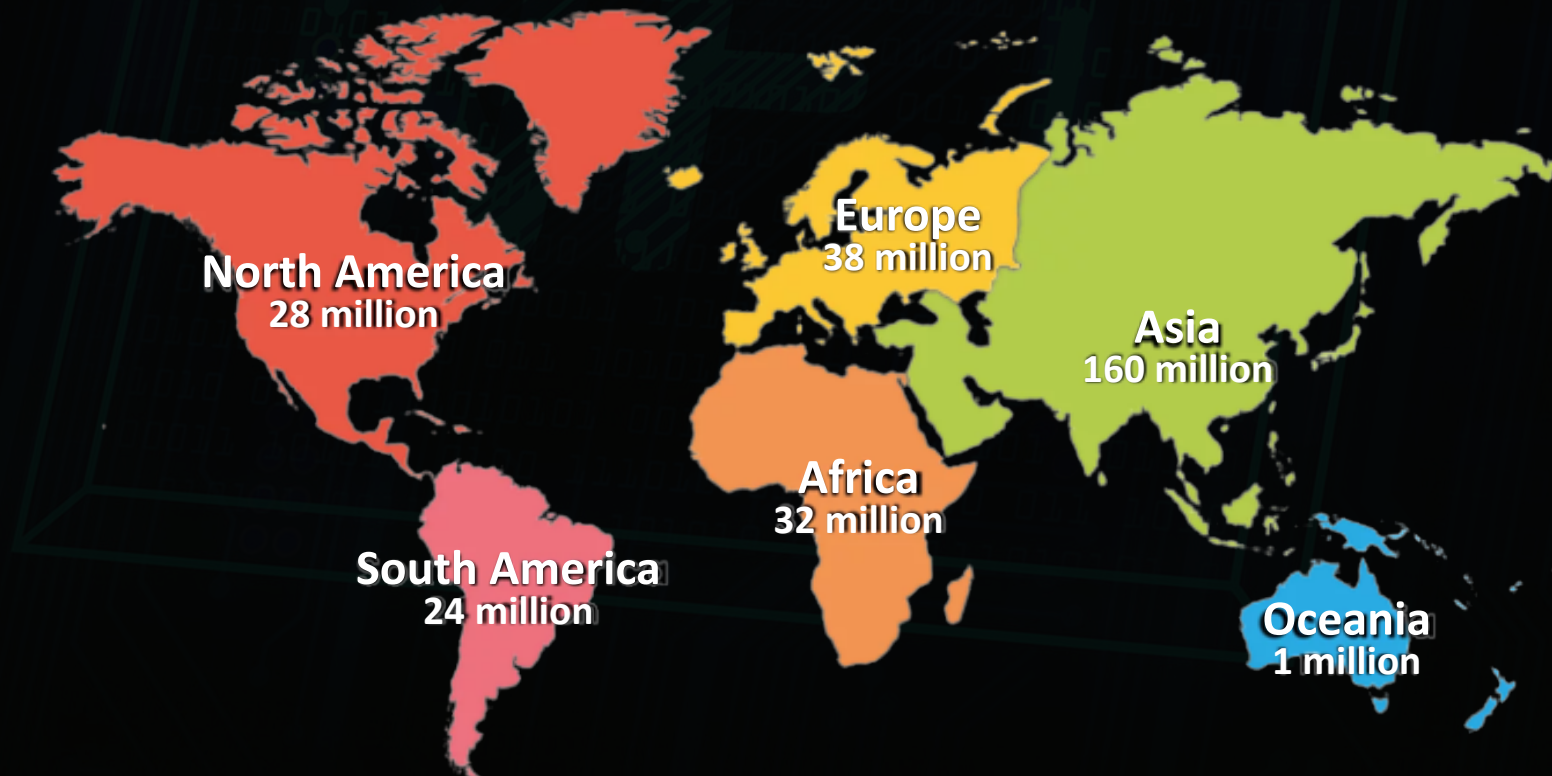 North America
28 million
Europe
38 million
Asia
160 million
Africa
32 million
South America
24 million
Oceania
1 million